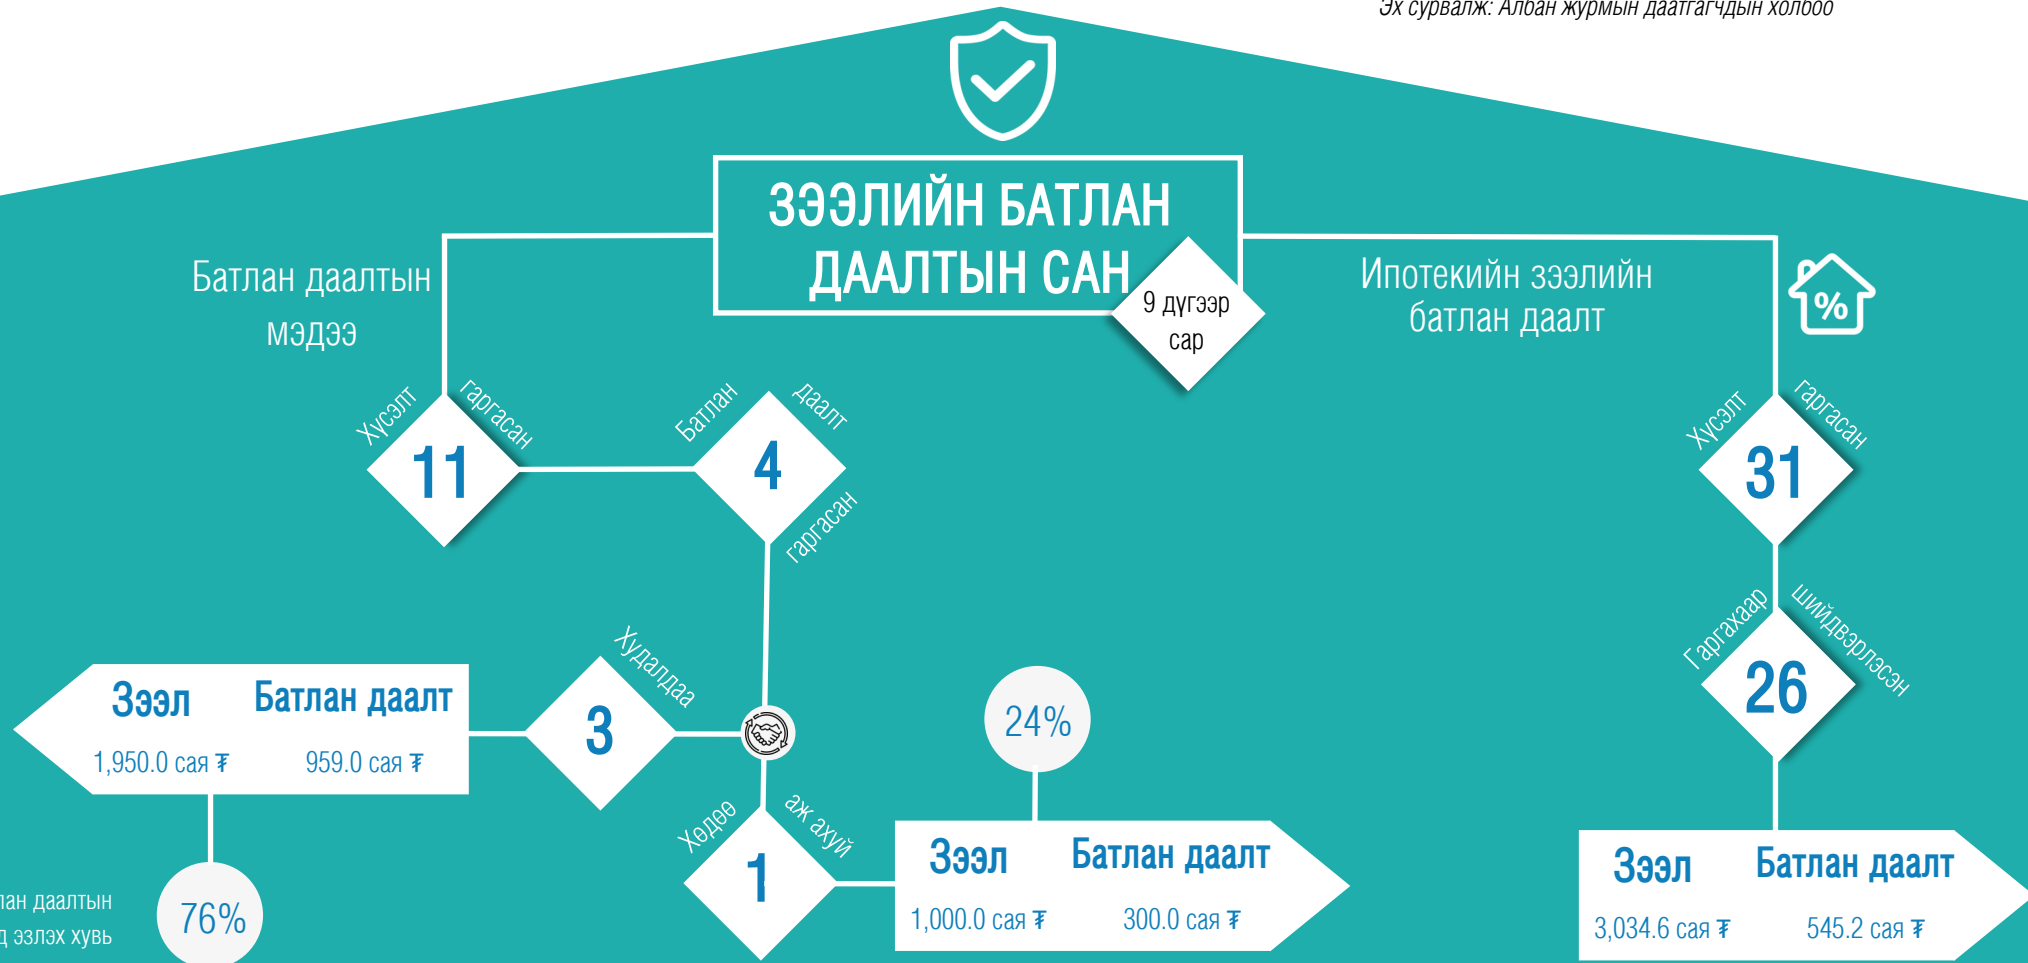 Эх сурвалж: Албан журмын даатгагчдын холбоо
ЗЭЭЛИЙН БАТЛАН
ДААЛТЫН САН
9 дүгээр
сар
Батлан даалтын
мэдээ
Хүсэлт гаргасан
11
Батлан даалт
4
гаргасан
Худалдаа
3
Зээл Батлан даалт
1,950.0 сая ₮ 959.0 сая ₮
76%
даалтын
эзлэх хувь
Хөдөө аж ахуй
1
24%
Зээл Батлан даалт
1,000.0 сая ₮ 300.0 сая ₮
Ипотекийн зээлийн
батлан даалт
%
Хүсэлт гаргасан
31
Гаргахаар шийдвэрлэсэн
26
Зээл Батлан даалт
3,034.6 сая ₮ 545.2 сая ₮